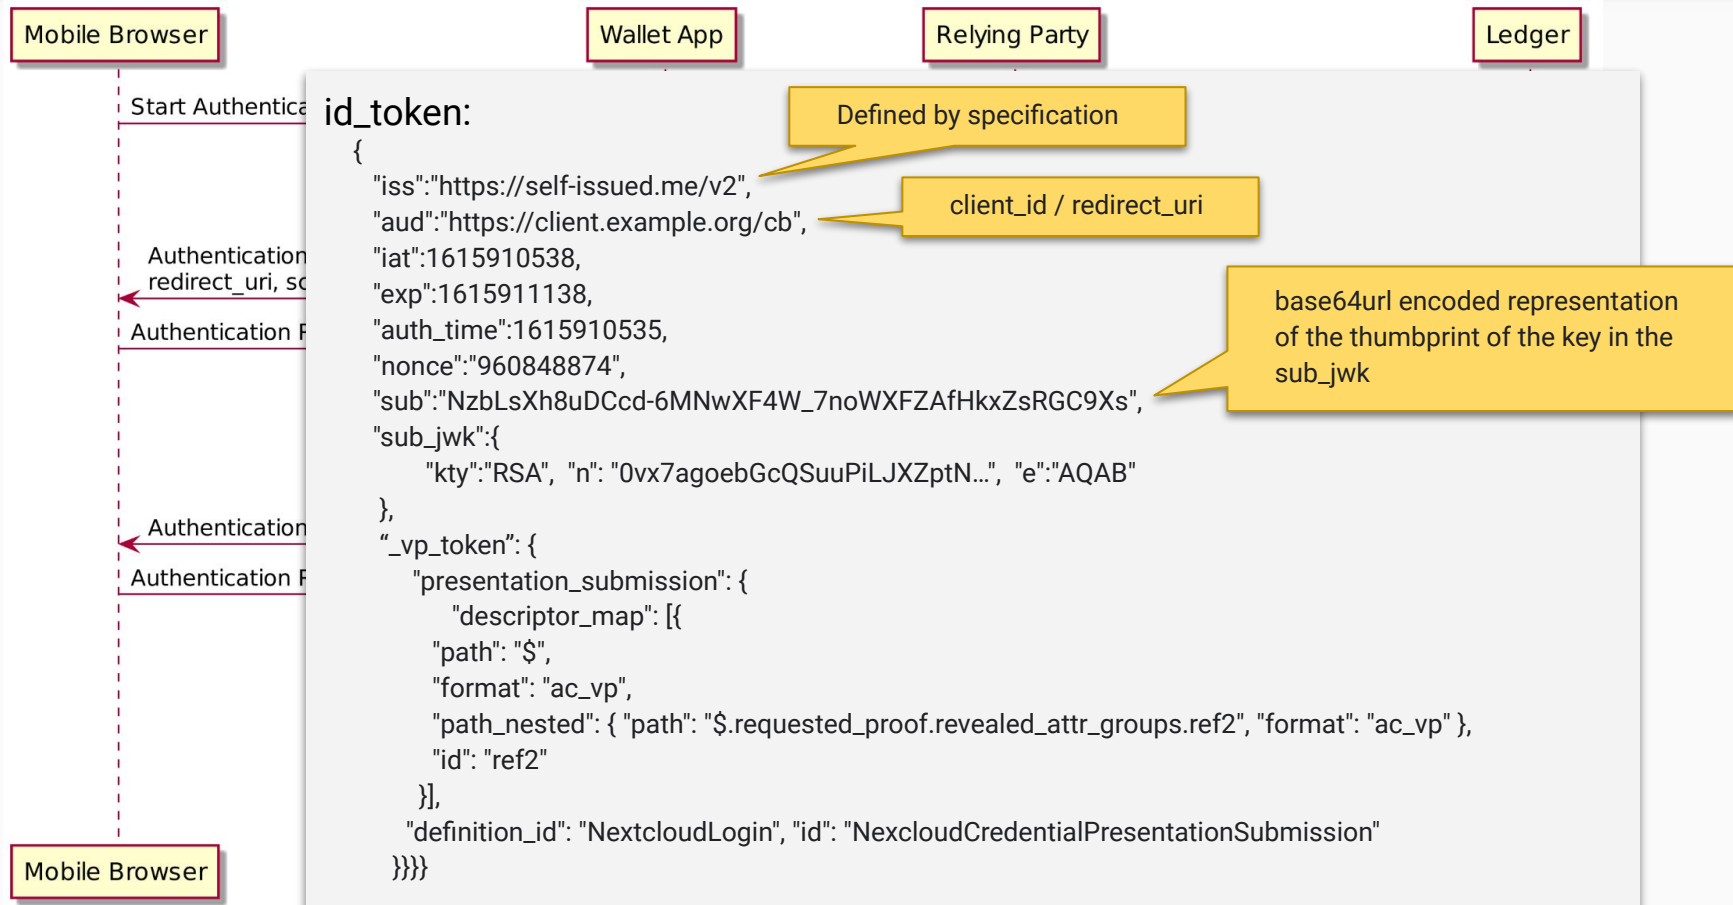 Mobile Browser
Wallet App
Relying Party
Ledger
Start Authentica
Authentication
redirect_uri, sc
Authentication
Authentication
Authentication
Mobile Browser
id_token:
{
"iss":"https://self-issued.me/v2",
"aud":"https://client.example.org/cb",
"iat":1615910538,
"exp":1615911138,
"auth_time":1615910535,
"nonce":"960848874",
"sub":"NzbLsXh8uDCcd-6MNwXF4W_7noWXFZAfHkxZsRGC9Xs",
"sub_jwk":{
"kty":"RSA", "n": "0vx7agoebGcQSuuPiLJXZptN…", "e":"AQAB"
},
“_vp_token”: {
"presentation_submission": {
"descriptor_map": [{
"path": "$",
"format": "ac_vp",
"path_nested": { "path": "$.requested_proof.revealed_attr_groups.ref2", "format": "ac_vp" },
"id": "ref2"
}],
"definition_id": "NextcloudLogin", "id": "NexcloudCredentialPresentationSubmission"
}}}}
Defined by specification
client_id / redirect_uri
base64url encoded representation
of the thumbprint of the key in the
sub_jwk